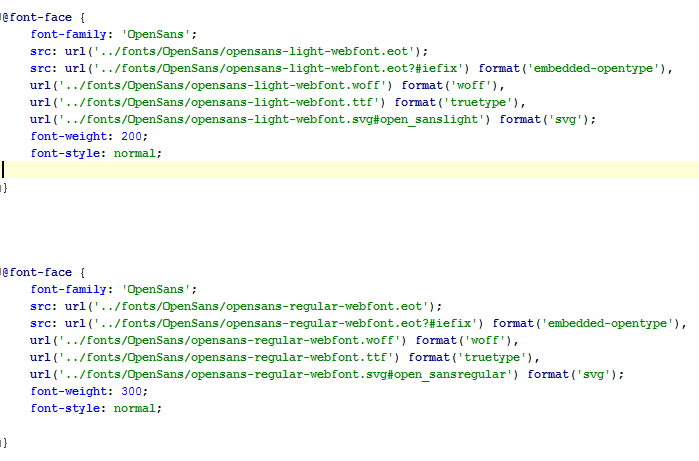 @font-face {
font-family: 'OpenSans';
src: url('../fonts/OpenSans/opensans-light-webfont.eot');
src: url('../fonts/OpenSans/opensans-light-webfont.eot?#iefix') format('embedded-opentype'),
url('../fonts/OpenSans/opensans-light-webfont.woff') format('woff'),
url('../fonts/OpenSans/opensans-light-webfont.ttf') format('truetype'),
url('../fonts/OpenSans/opensans-light-webfont.svg#open_sanslight') format('svg');
font-weight: 200;
font-style: normal;
}
@font-face {
font-family: 'OpenSans';
src: url('../fonts/OpenSans/opensans-regular-webfont.eot');
src: url('../fonts/OpenSans/opensans-regular-webfont.eot?#iefix') format('embedded-opentype'),
url('../fonts/OpenSans/opensans-regular-webfont.woff') format('woff'),
url('../fonts/OpenSans/opensans-regular-webfont.ttf') format('truetype'),
url('../fonts/OpenSans/opensans-regular-webfont.svg#open_sansregular') format('svg');
font-weight: 300;
font-style: normal;
}